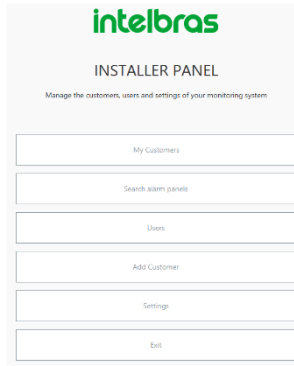 intelbras
INSTALLER PANEL
Manage the customers, users and settings of your monitoring system
My Customers
Search alarm panels
Users
Add Customer
Settings
Exit